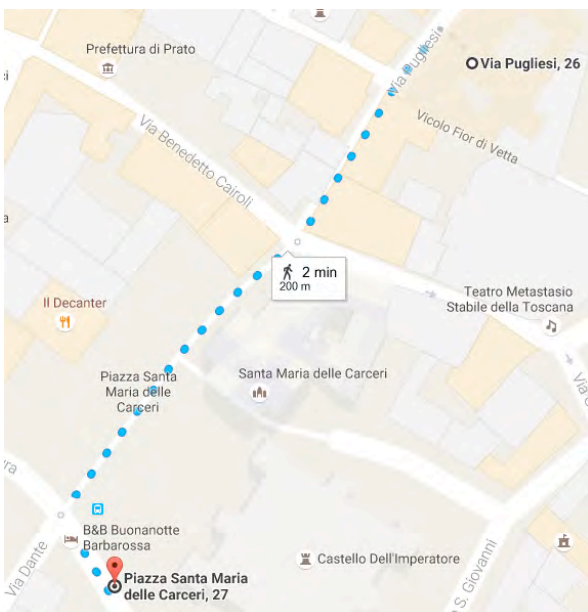 Prefettura di Prato
Via Pugliesi
Via Pugliesi, 26
Vicolo Fior di Vetta
Via Benedetto Cairoli
2 min
200 m
Il Decanter
Teatro Metastasio
Stabile della Toscana
Piazza Santa
Maria delle
Carceri
Santa Maria delle Carceri
B&B Buonanotte
Barbarossa
Via Dante
Piazza Santa Maria
delle Carceri, 27
Castello Dell'Imperatore
S. Giovanni